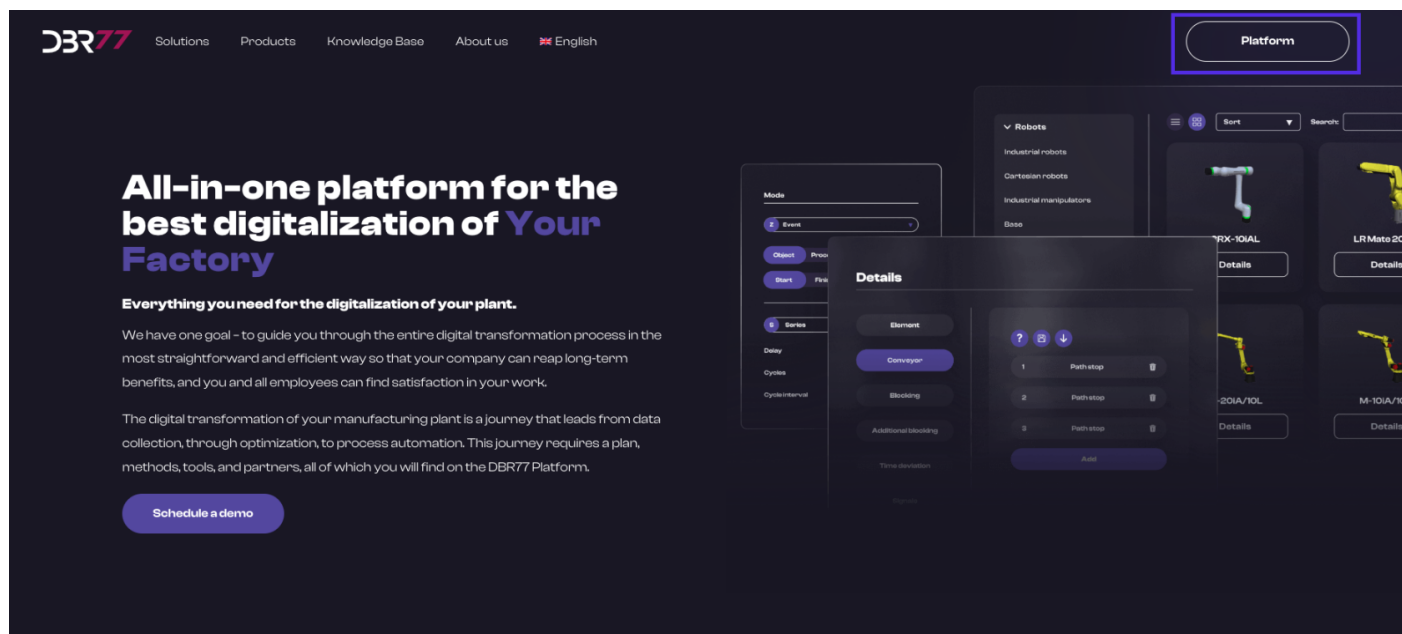 DBR77
Solutions
Products
Knowledge Base
About us
English
Platform
All-in-one platform for the
best digitalization of Your
Factory
Everything you need for the digitalization of your plant.
We have one goal – to guide you through the entire digital transformation process in the
most straightforward and efficient way so that your company can reap long-term
benefits, and you and all employees can find satisfaction in your work.
The digital transformation of your manufacturing plant is a journey that leads from data
collection, through optimization, to process automation. This journey requires a plan,
methods, tools, and partners, all of which you will find on the DBR77 Platform.
Schedule a demo
Mode
Event
Object
Start
Series
Delay
Cycles
Cycle interval
Robots
Industrial robots
Cartesian robots
Industrial manipulators
Base
Sort
Search:
RX-10iAL
Details
LR Mate 20
Details
-20iA/10L
Details
M-10iA/1
Details
Details
Element
Conveyor
Blocking
Additional blocking
Time deviation
?
1 Path stop
2 Path stop
3 Path stop
Add